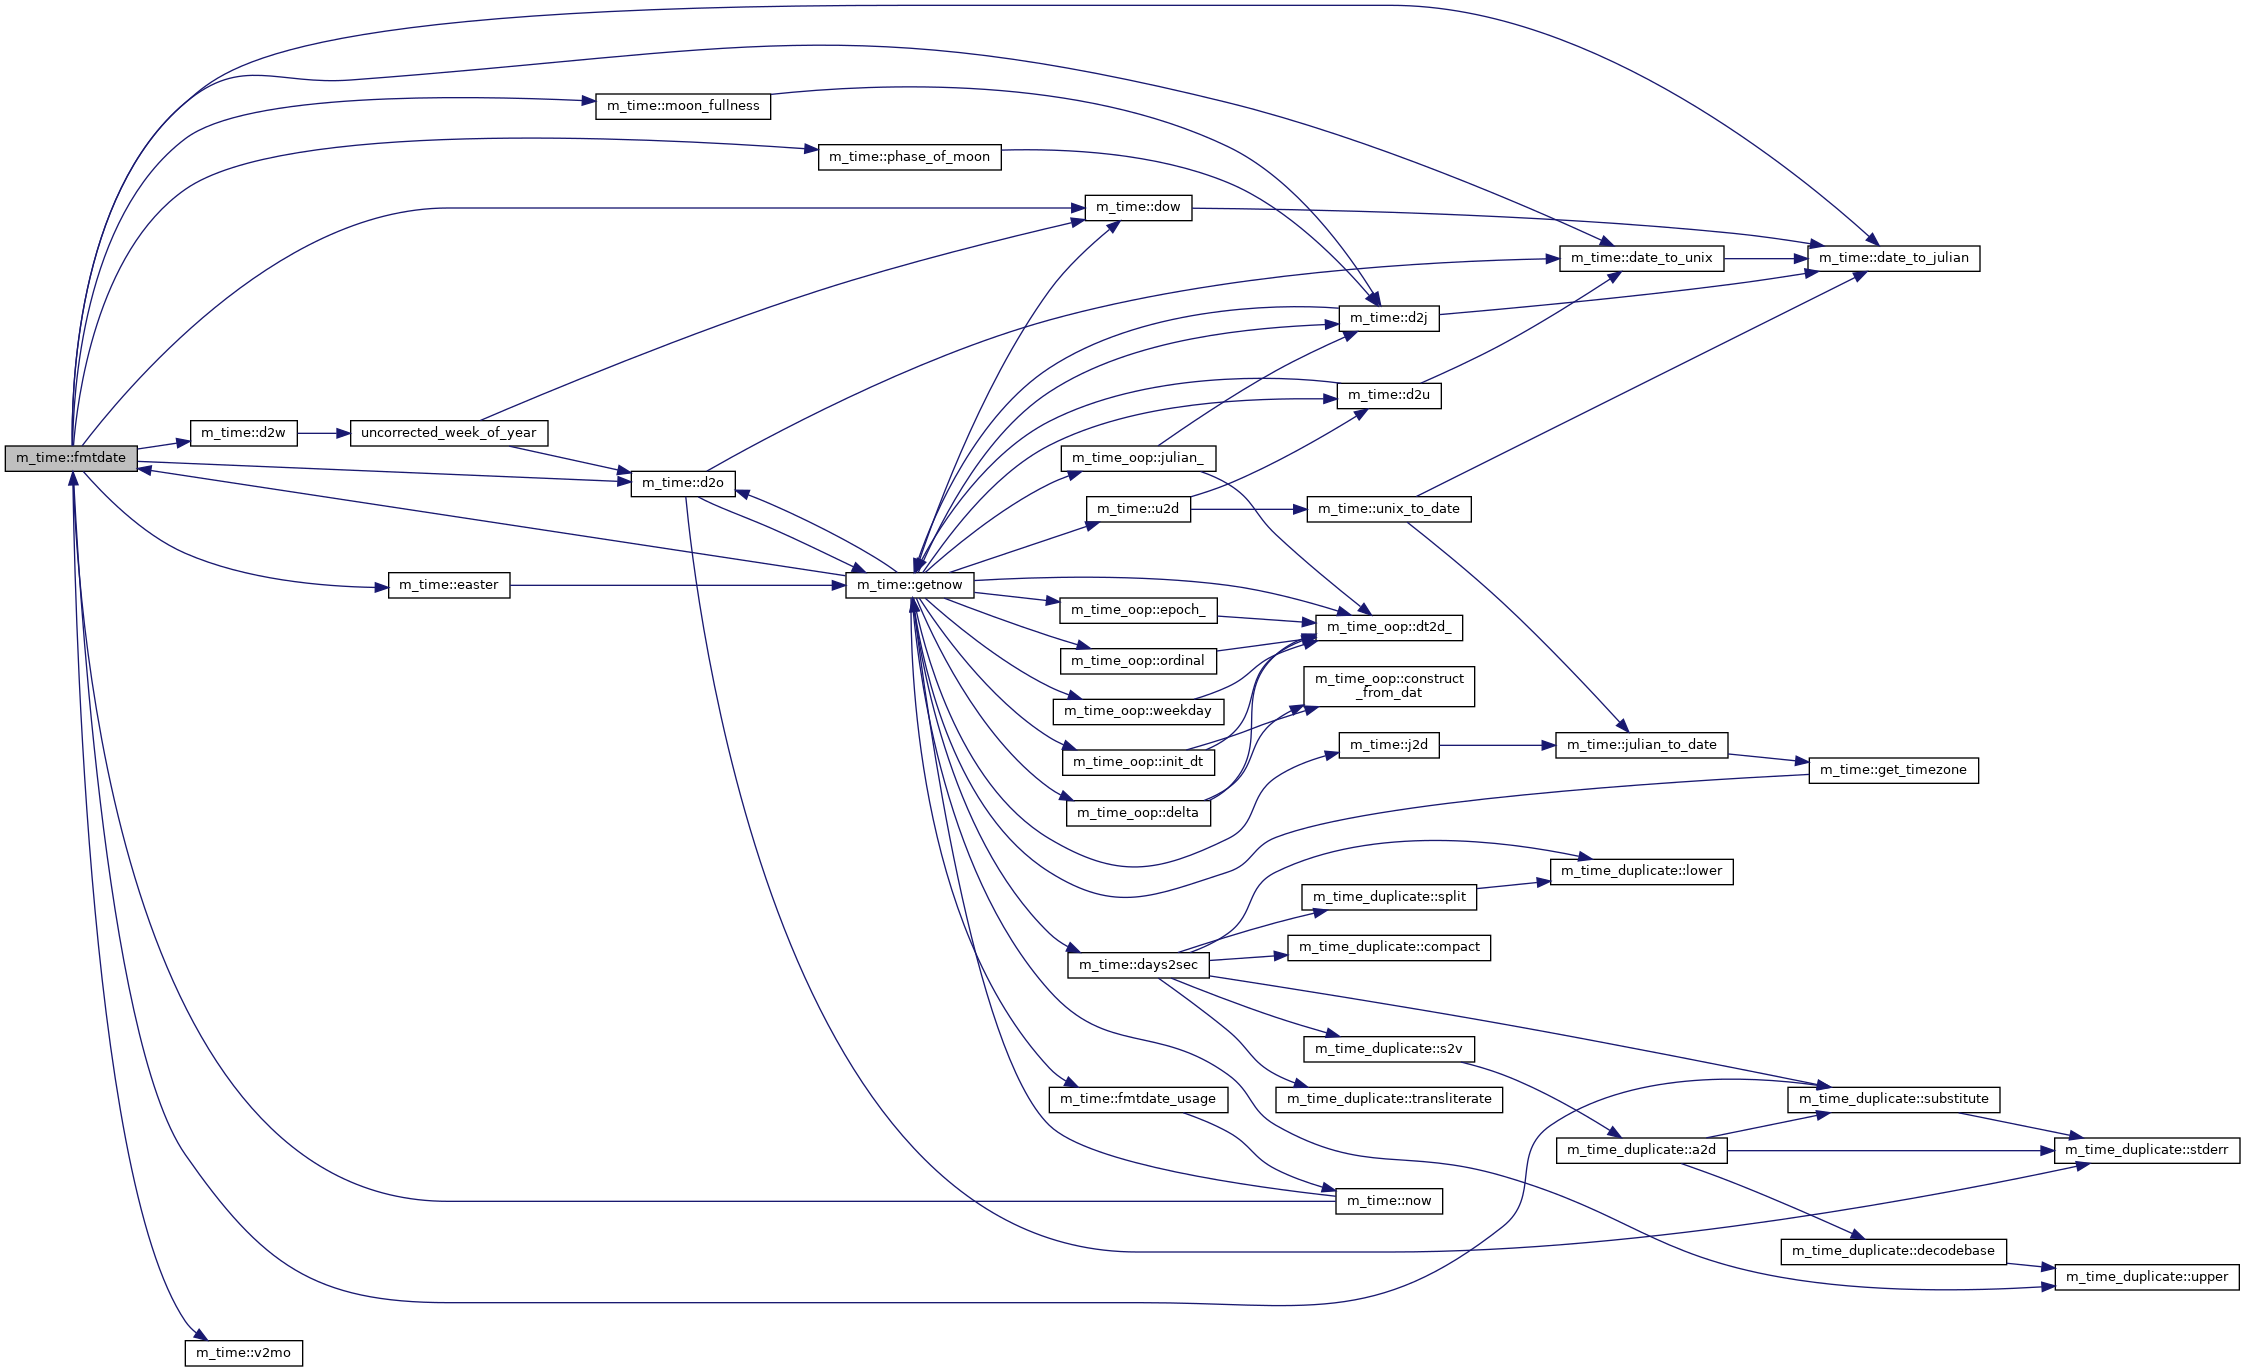 m_time::moon_fullness
m_time::phase_of_moon
m_time::dow
m_time::date_to_unix
m_time::date_to_julian
m_time::d2j
m_time::d2u
m_time::d2w
uncorrected_week_of_year
m_time::fmtdate
m_time_oop::julian_
m_time::d2o
m_time::u2d
m_time::unix_to_date
m_time::easter
m_time::getnow
m_time_oop::epoch_
m_time_oop::dt2d_
m_time_oop::ordinal
m_time_oop::construct
_from_dat
m_time_oop::weekday
m_time::j2d
m_time::julian_to_date
m_time_oop::init_dt
m_time::get_timezone
m_time_oop::delta
m_time_duplicate::lower
m_time_duplicate::split
m_time_duplicate::compact
m_time::days2sec
m_time_duplicate::s2v
m_time::fmtdate_usage
m_time_duplicate::transliterate
m_time_duplicate::substitute
m_time_duplicate::a2d
m_time_duplicate::stderr
m_time::now
m_time_duplicate::decodebase
m_time_duplicate::upper
m_time::v2mo